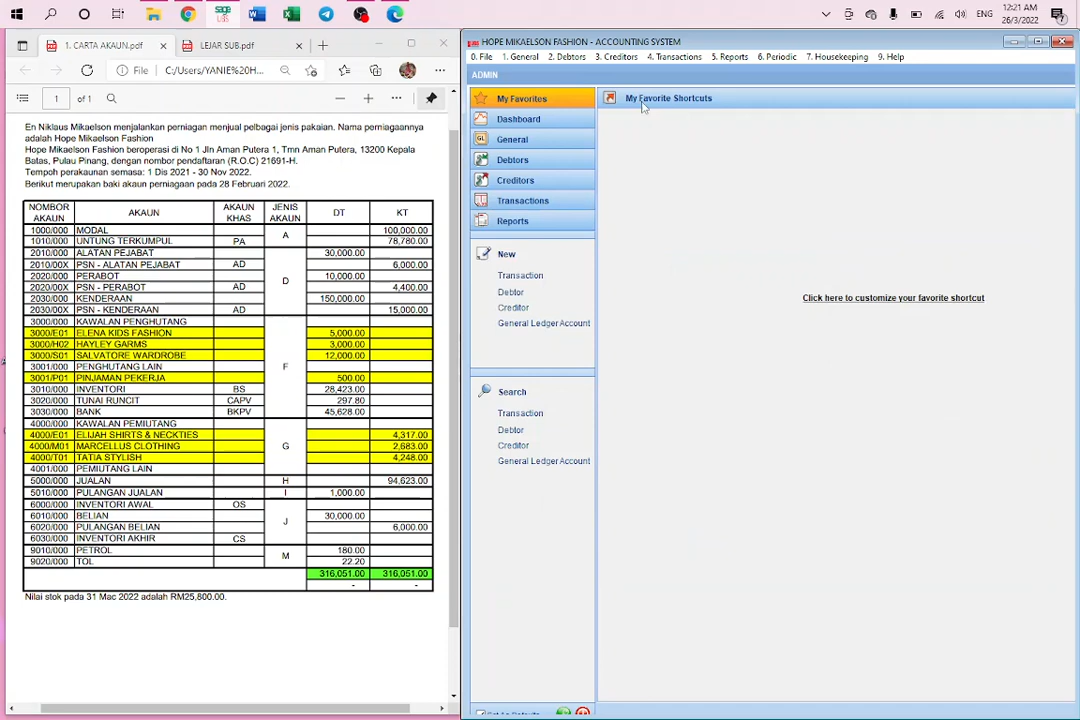 12:21 AM
ENG
26/3/2022
1. CARTA AKAUN.pdf
LEJAR SUB.pdf
File
C:/Users/YANIE%20H...
1
of 1
En Niklaus Mikaelson menjalankan perniagan menjual pelbagai jenis pakaian. Nama perniagaannya
adalah Hope Mikaelson Fashion
Hope Mikaelson Fashion beroperasi di No 1 Jln Aman Putera 1, Tmn Aman Putera, 13200 Kepala
Batas, Pulau Pinang, dengan nombor pendaftaran (R.O.C) 21691-H.
Tempoh perakaunan semasa: 1 Dis 2021 - 30 Nov 2022.
Berikut merupakan baki akaun perniagaan pada 28 Februari 2022.
NOMBOR AKAUN AKAUN AKAUN KHAS JENIS AKAUN DT KT
1000/000 MODAL A 100,000.00
1010/000 UNTUNG TERKUMPUL PA 78,780.00
2010/000 ALATAN PEJABAT D 30,000.00
2010/00X PSN - ALATAN PEJABAT AD 6,000.00
2020/000 PERABOT 10,000.00
2020/00X PSN - PERABOT AD 4,400.00
2030/000 KENDERAAN 150,000.00
2030/00X PSN - KENDERAAN AD 15,000.00
3000/000 KAWALAN PENGHUTANG F
3000/E01 ELENA KIDS FASHION 5,000.00
3000/H02 HAYLEY GARMS 3,000.00
3000/S01 SALVATORE WARDROBE 12,000.00
3001/000 PENGHUTANG LAIN
3001/P01 PINJAMAN PEKERJA 500.00
3010/000 INVENTORI BS 28,423.00
3020/000 TUNAI RUNCIT CAPV 297.80
3030/000 BANK BKPV 45,628.00
4000/000 KAWALAN PEMIUTANG G
4000/E01 ELIJAH SHIRTS & NECKTIES 4,317.00
4000/M01 MARCELLUS CLOTHING 2,683.00
4000/T01 TATIA STYLISH 4,248.00
4001/000 PEMIUTANG LAIN
5000/000 JUALAN H 94,623.00
5010/000 PULANGAN JUALAN I 1,000.00
6000/000 INVENTORI AWAL OS J
6010/000 BELIAN 30,000.00
6020/000 PULANGAN BELIAN 6,000.00
6030/000 INVENTORI AKHIR CS
9010/000 PETROL M 180.00
9020/000 TOL 22.20
316,051.00 316,051.00
- -
Nilai stok pada 31 Mac 2022 adalah RM25,800.00.
HOPE MIKAELSON FASHION - ACCOUNTING SYSTEM
0. File 1. General 2. Debtors 3. Creditors 4. Transactions 5. Reports 6. Periodic 7. Housekeeping 9. Help
ADMIN
My Favorites
Dashboard
General
Debtors
Creditors
Transactions
Reports
New
Transaction
Debtor
Creditor
General Ledger Account
Search
Transaction
Debtor
Creditor
General Ledger Account
My Favorite Shortcuts
Click here to customize your favorite shortcut